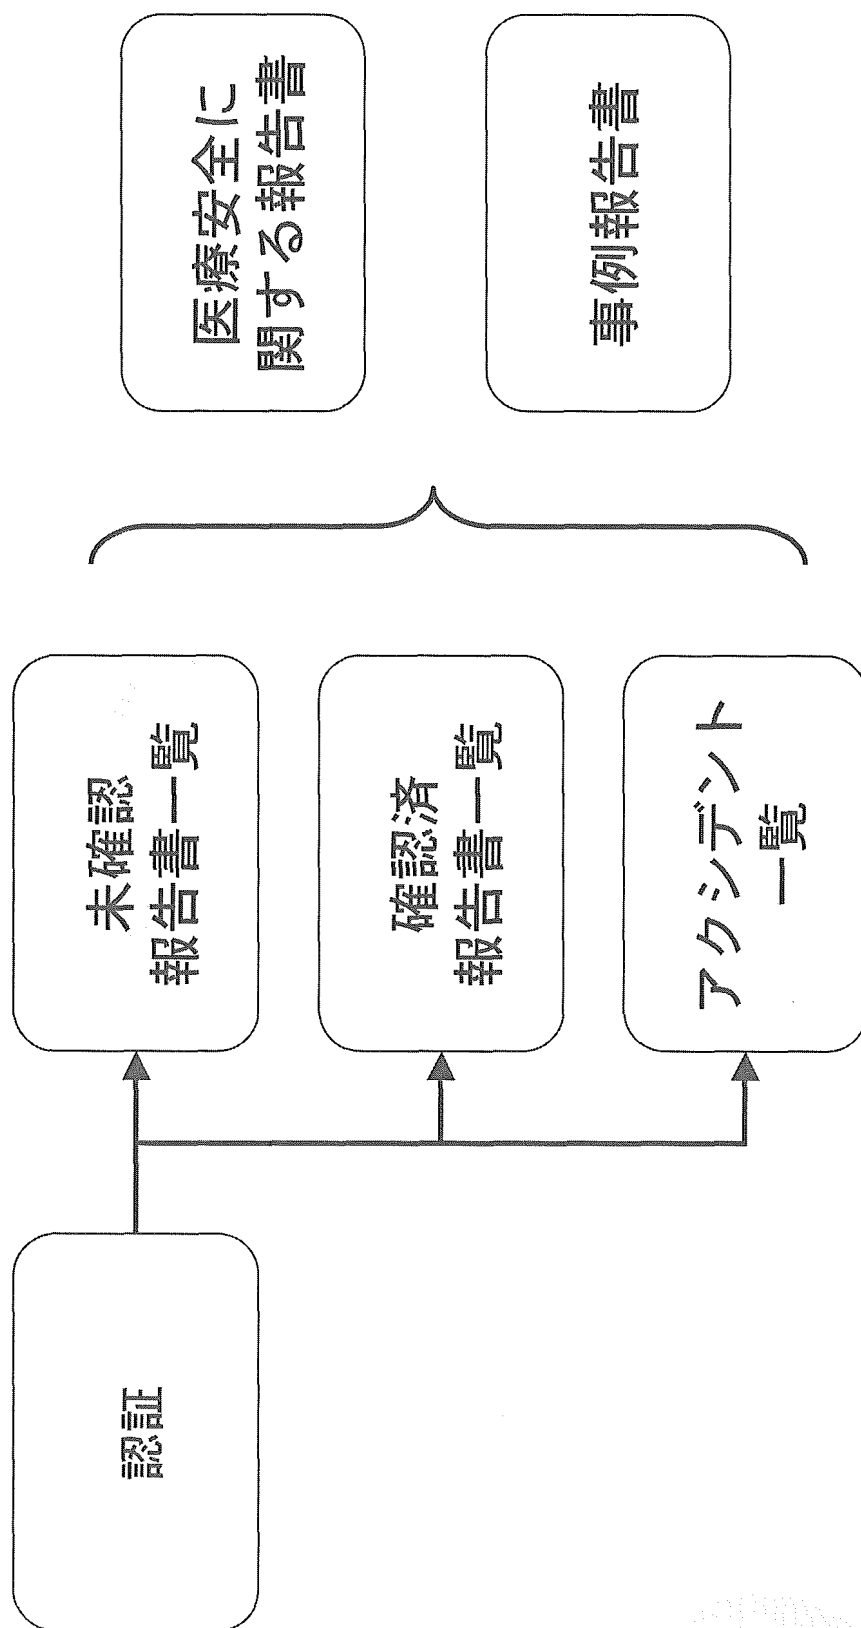 認証
未確認
報告書一覧
確認済
報告書一覧
アクシデント
一覧
医療安全に
関する報告書
事例報告書